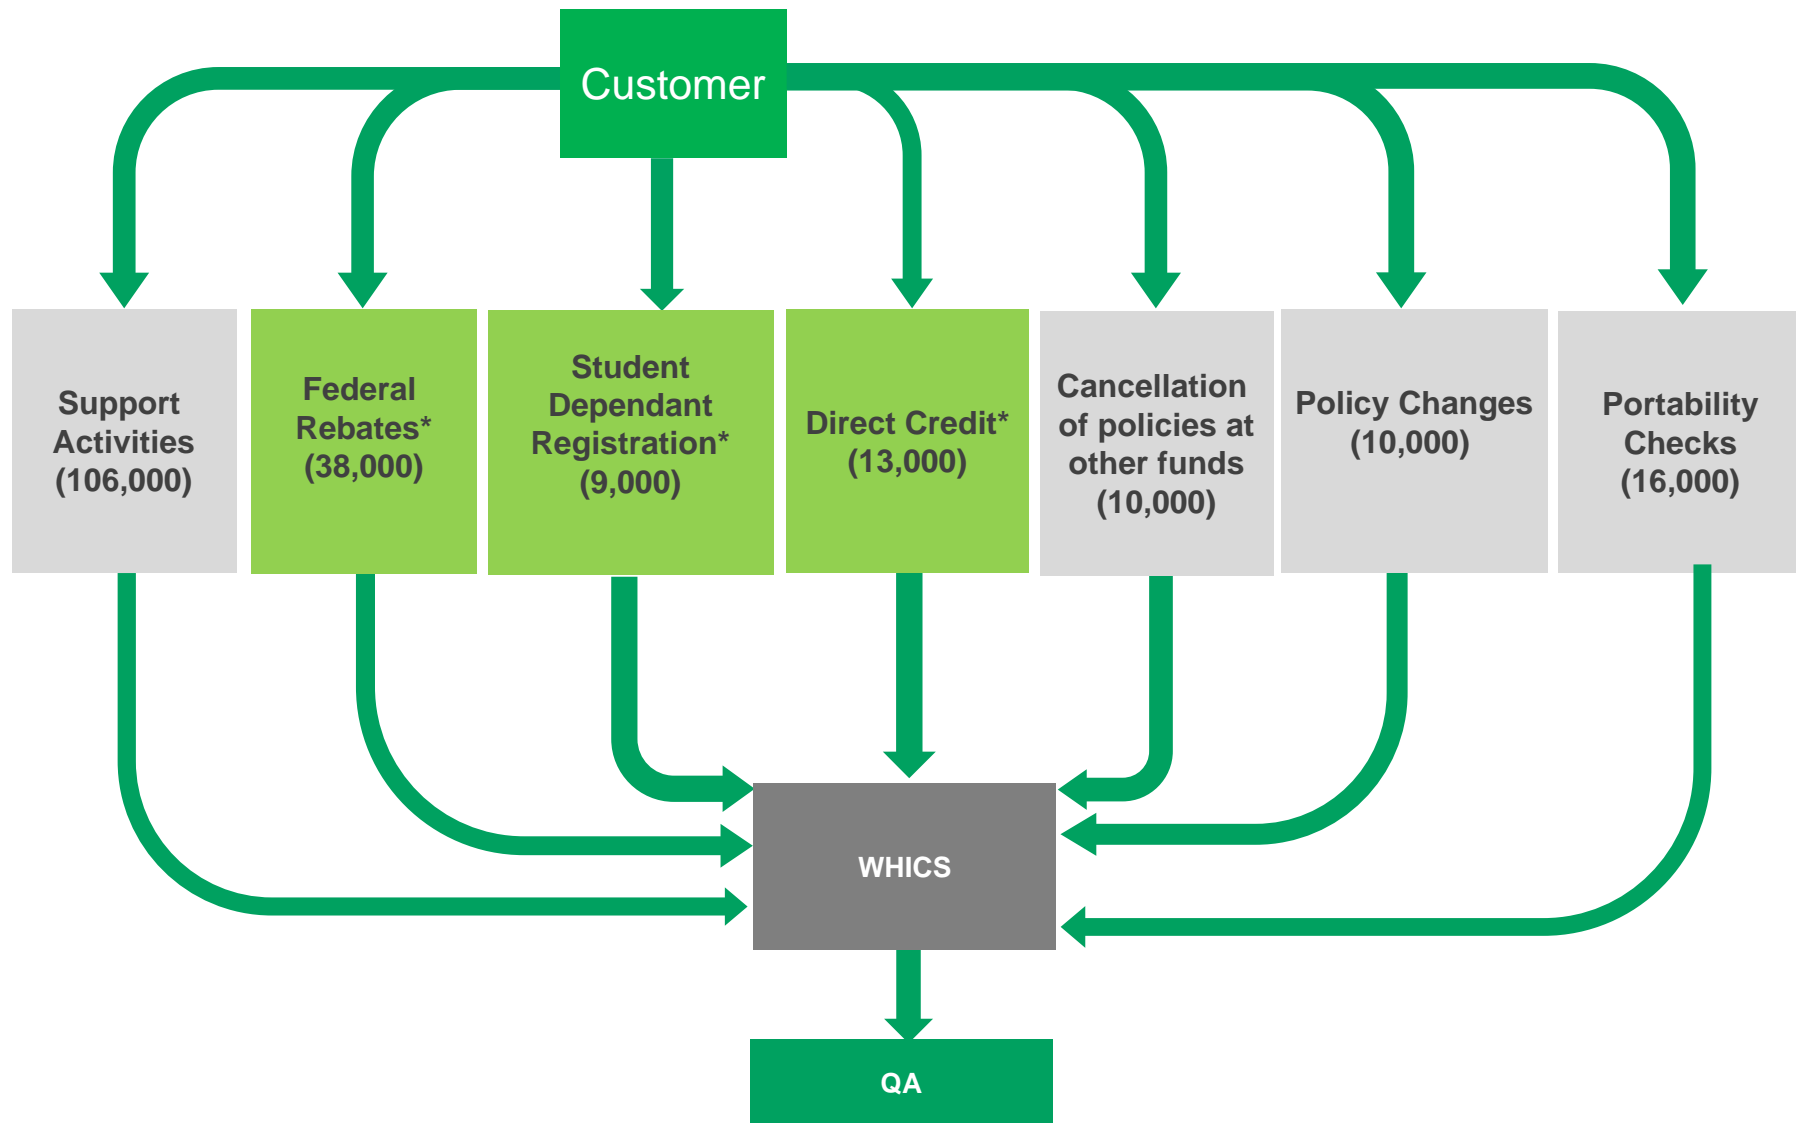 Customer
Support
Activities
(106,000)
Federal
Rebates*
(38,000)
Student
Dependant
Registration*
(9,000)
Direct Credit*
(13,000)
Cancellation
of policies at
other funds
(10,000)
Policy Changes
(10,000)
Portability
Checks
(16,000)
WHICS
QA